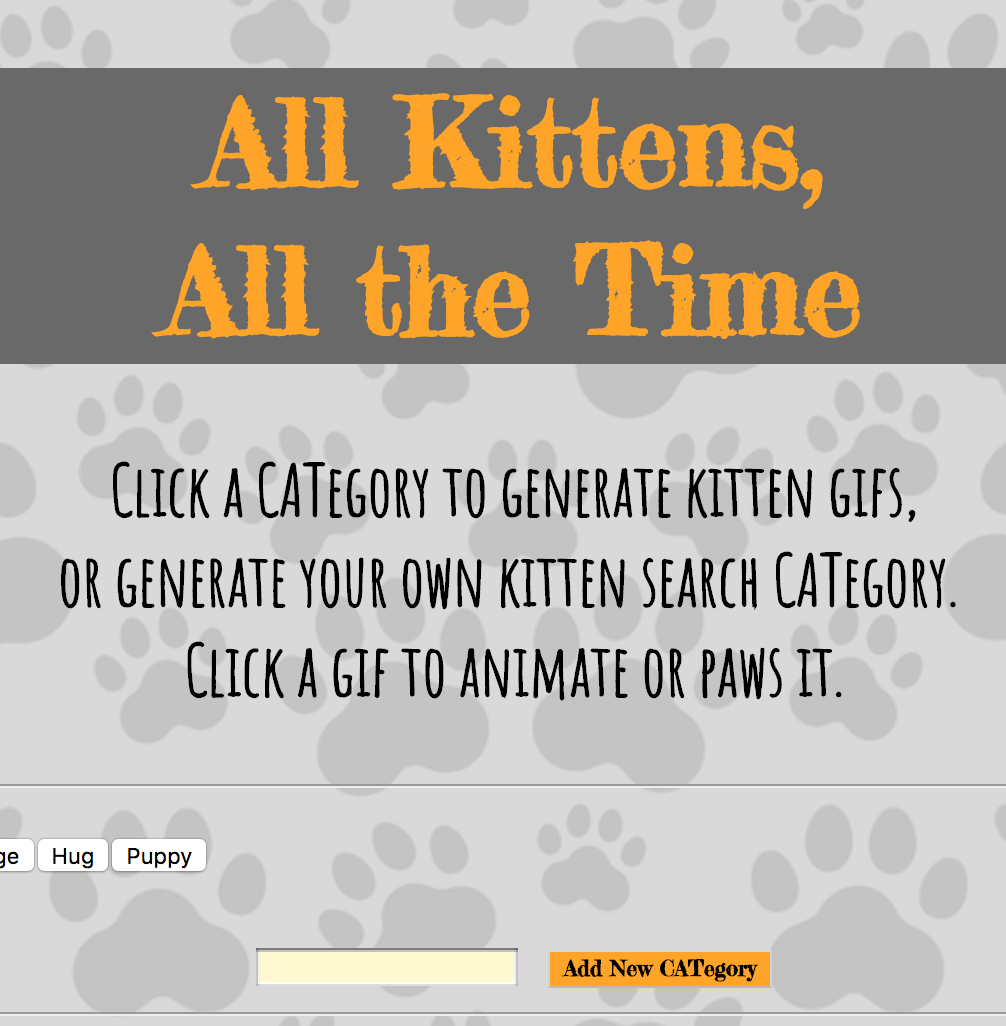 All Kittens,
All the Time
Click a CATegory to generate kitten gifs,
or generate your own kitten search CATegory.
Click a gif to animate or paws it.
ge Hug Puppy
Add New CATegory